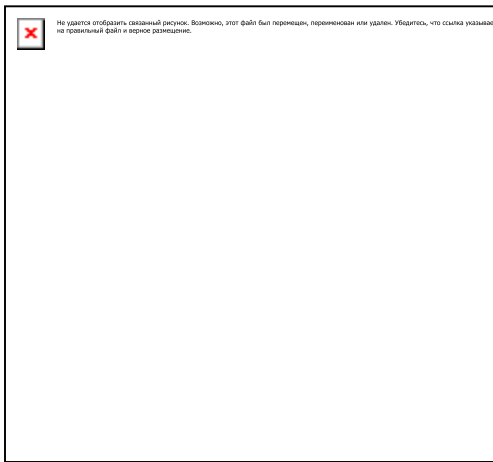 Не удается отобразить связанный рисунок. Возможно, этот файл был перемещен, переименован или удален. Убедитесь, что ссылка указывае
на правильный файл и верное размещение.